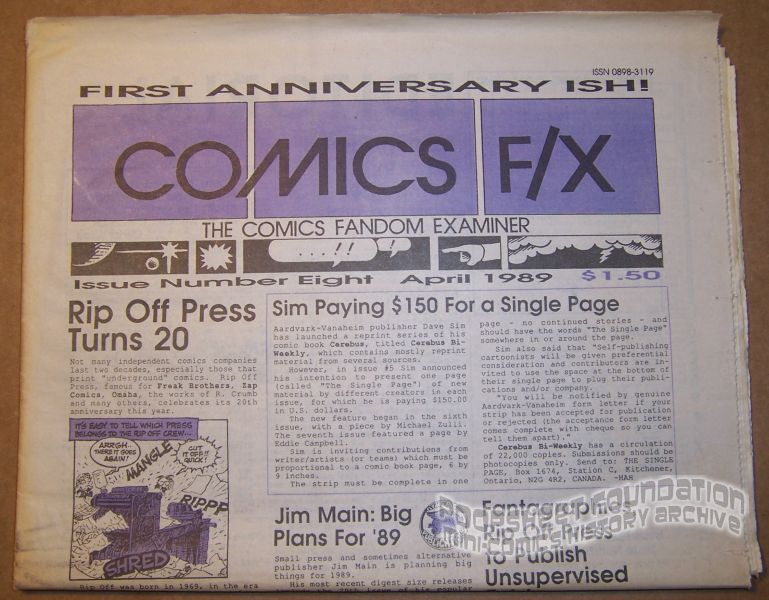 ISSN 0898-3119
FIRST ANNIVERSARY ISH!
COMICS F/X
THE COMICS FANDOM EXAMINER
...!!
!
Issue Number Eight April 1989 $1.50
Rip Off Press
Turns 20
Not many independent comics companies
last two decades, especially those that
print "underground" comics. Rip Off
Press, famous for Freak Brothers, Zap
Comics, Omaha, the works of R. Crumb
and many others, celebrates its 20th
anniversary this year.
IT'S EASY TO TELL WHICH PRESS
BELONGS TO THE RIP OFF CREW...
ARRGH..
THERE IT GOES
AGAIN!
MANGLE
IT OFF!!
QUICK!
RIPPP
SHRED
Rip Off was born in 1969, in the era
Sim Paying $150 For a Single Page
Aardvark-Vanaheim publisher Dave Sim
has launched a reprint series of his
comic book Cerebus, titled Cerebus Bi-
Weekly, which contains mostly reprint
material from several sources.
However, in issue #5 Sim announced
his intention to present one page
(called "The Single Page") of new
material by different creators in each
issue, for which he is paying $150.00
in U.S. dollars.
The new feature began in the sixth
issue, with a piece by Michael Zulli.
The seventh issue featured a page by
Eddie Campbell.
Sim is inviting contributions from
writer/artists (or teams) which must be
proportional to a comic book page, 6 by
9 inches.
The strip must be complete in one
page - no continued stories - and
should have the words "The Single Page"
somewhere in or around the page.
Sim also said that "Self-publishing
cartoonists will be given preferential
consideration and contributors are in-
vited to use the space at the bottom of
their single page to plug their publi-
cations and/or company.
"You will be notified by genuine
Aardvark-Vanaheim form letter if your
strip has been accepted for publication
or rejected (the acceptance form letter
comes complete with cheque so you can
tell them apart)."
Cerebus Bi-Weekly has a circulation
of 22,000 copies. Submissions should be
photocopies only. Send to: THE SINGLE
PAGE, Box 1674, Station C, Kitchener,
Ontario, N2G 4R2, CANADA. -HAH
Jim Main: Big
Plans For '89
Small press and sometimes alternative
publisher Jim Main is planning big
things for 1989.
His most recent digest size releases
Fantagraphics
Rip Off Press
To Publish
Unsupervised
FOUNDATION
MINI-COMICS HISTORY ARCHIVE